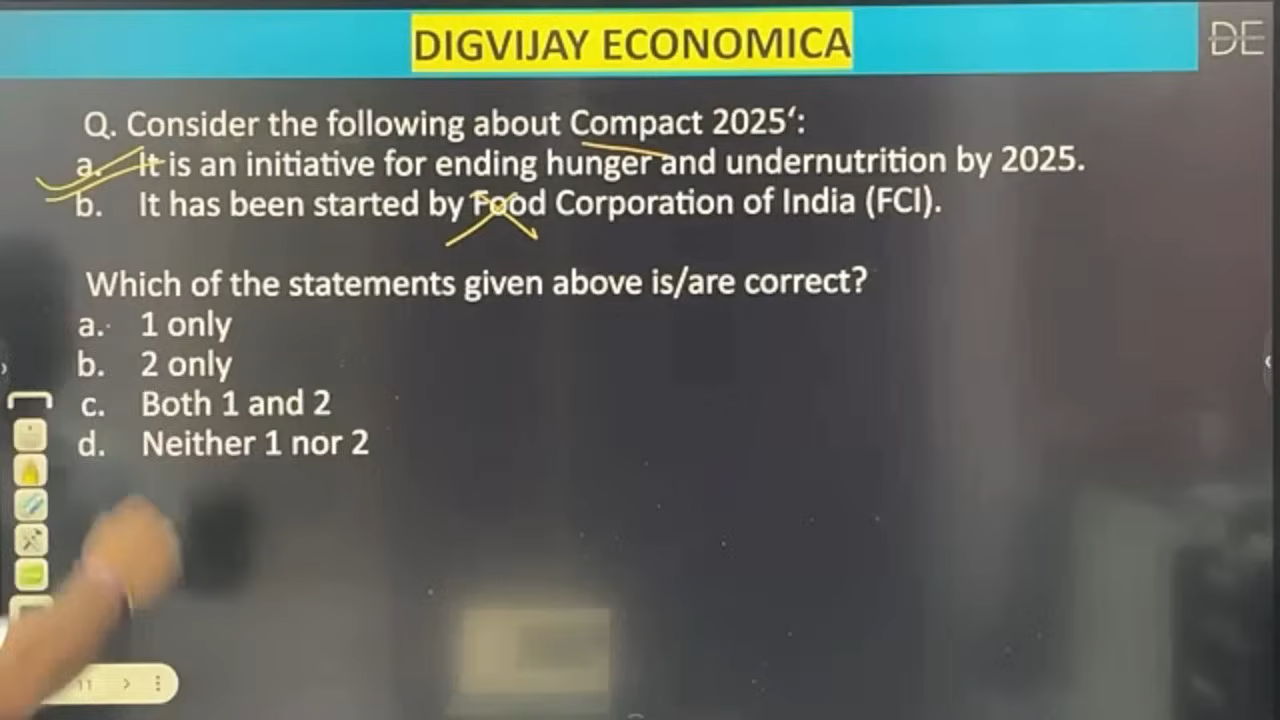 DIGVIJAY ECONOMICA
DE
Q. Consider the following about Compact 2025‘:
a. It is an initiative for ending hunger and undernutrition by 2025.
b. It has been started by Food Corporation of India (FCI).
Which of the statements given above is/are correct?
a. 1 only
b. 2 only
c. Both 1 and 2
d. Neither 1 nor 2
11